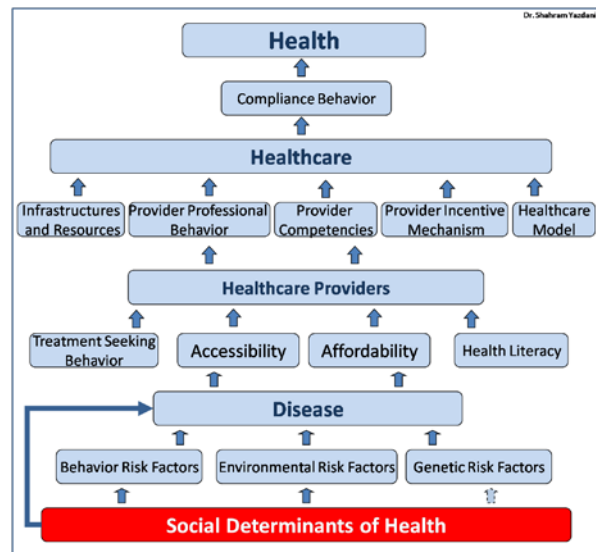 Dr. Shahram Yazdani
Health
Compliance Behavior
Healthcare
Infrastructures
and Resources
Provider Professional
Behavior
Provider
Competencies
Provider Incentive
Mechanism
Healthcare
Model
Healthcare Providers
Treatment Seeking
Behavior
Accessibility
Affordability
Health Literacy
Disease
Behavior Risk Factors
Environmental Risk Factors
Genetic Risk Factors
Social Determinants of Health